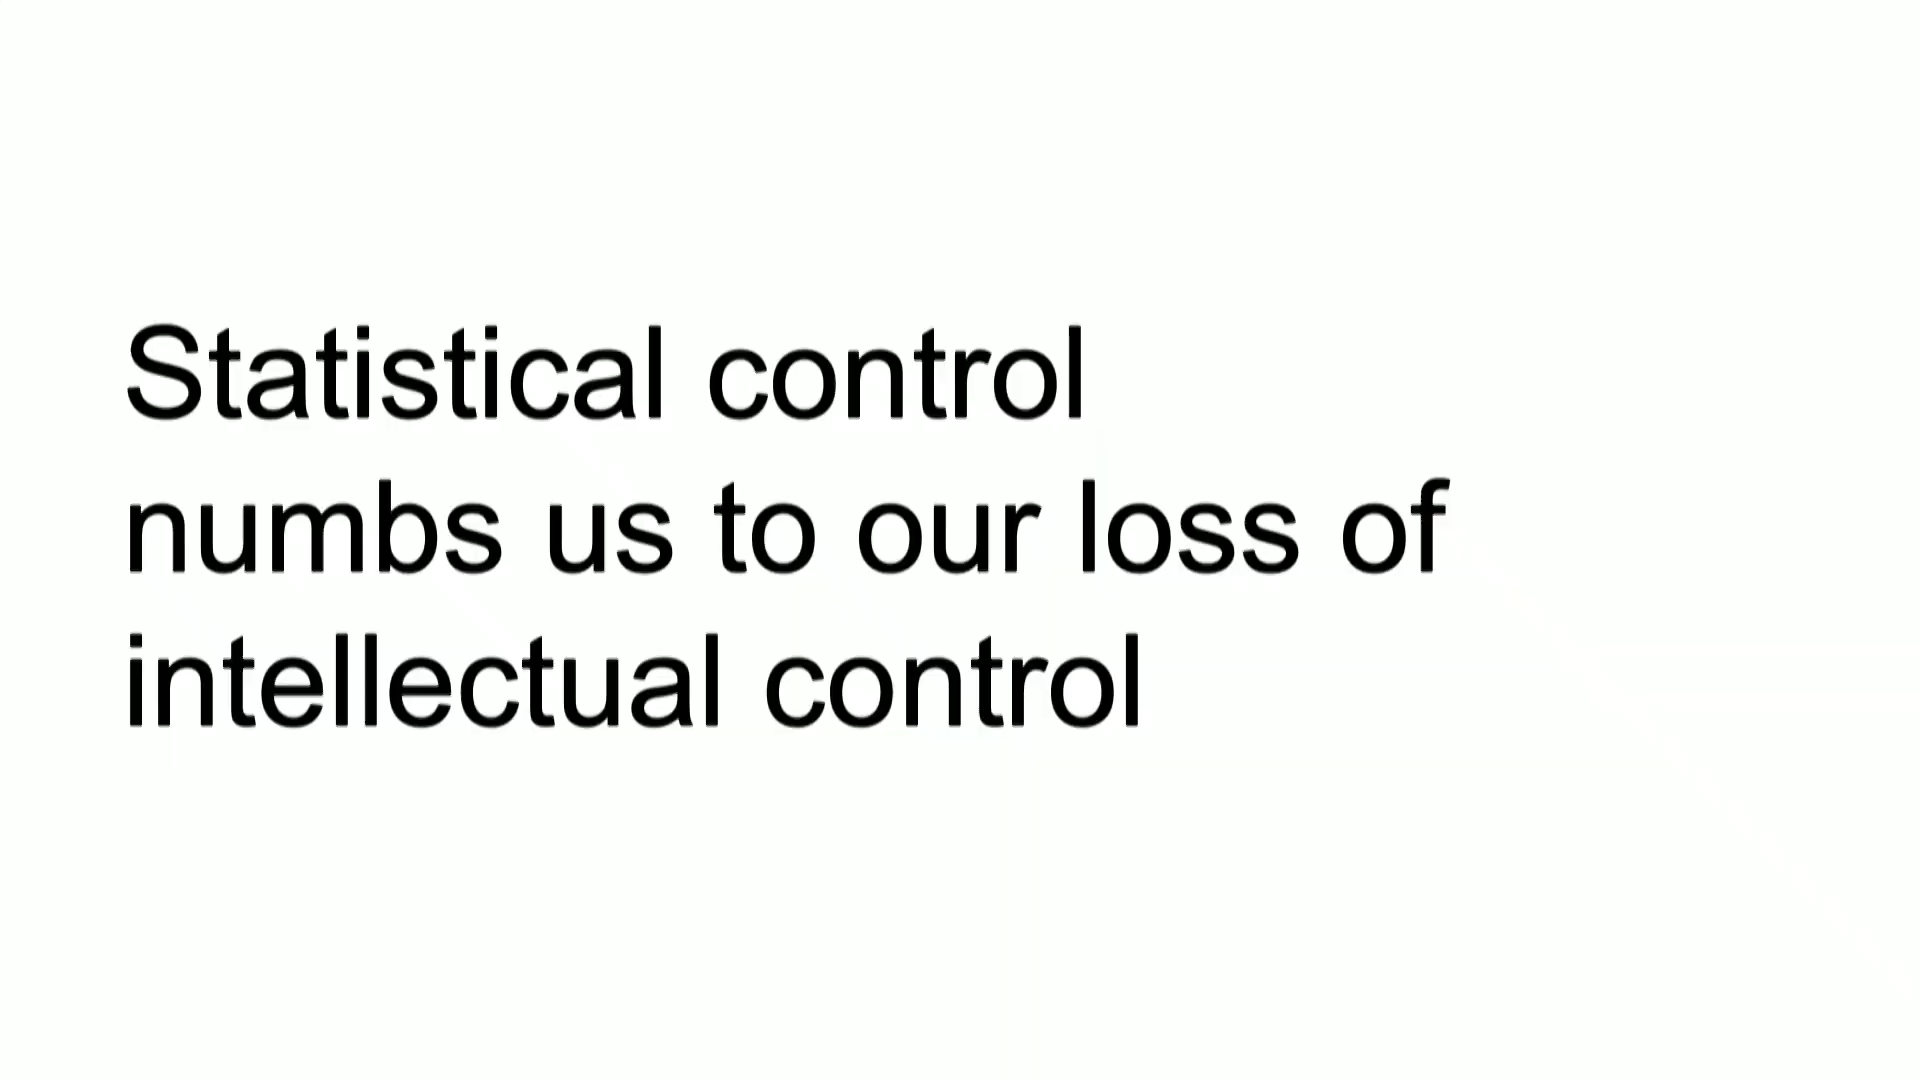 Statistical control
numbs us to our loss of
intellectual control